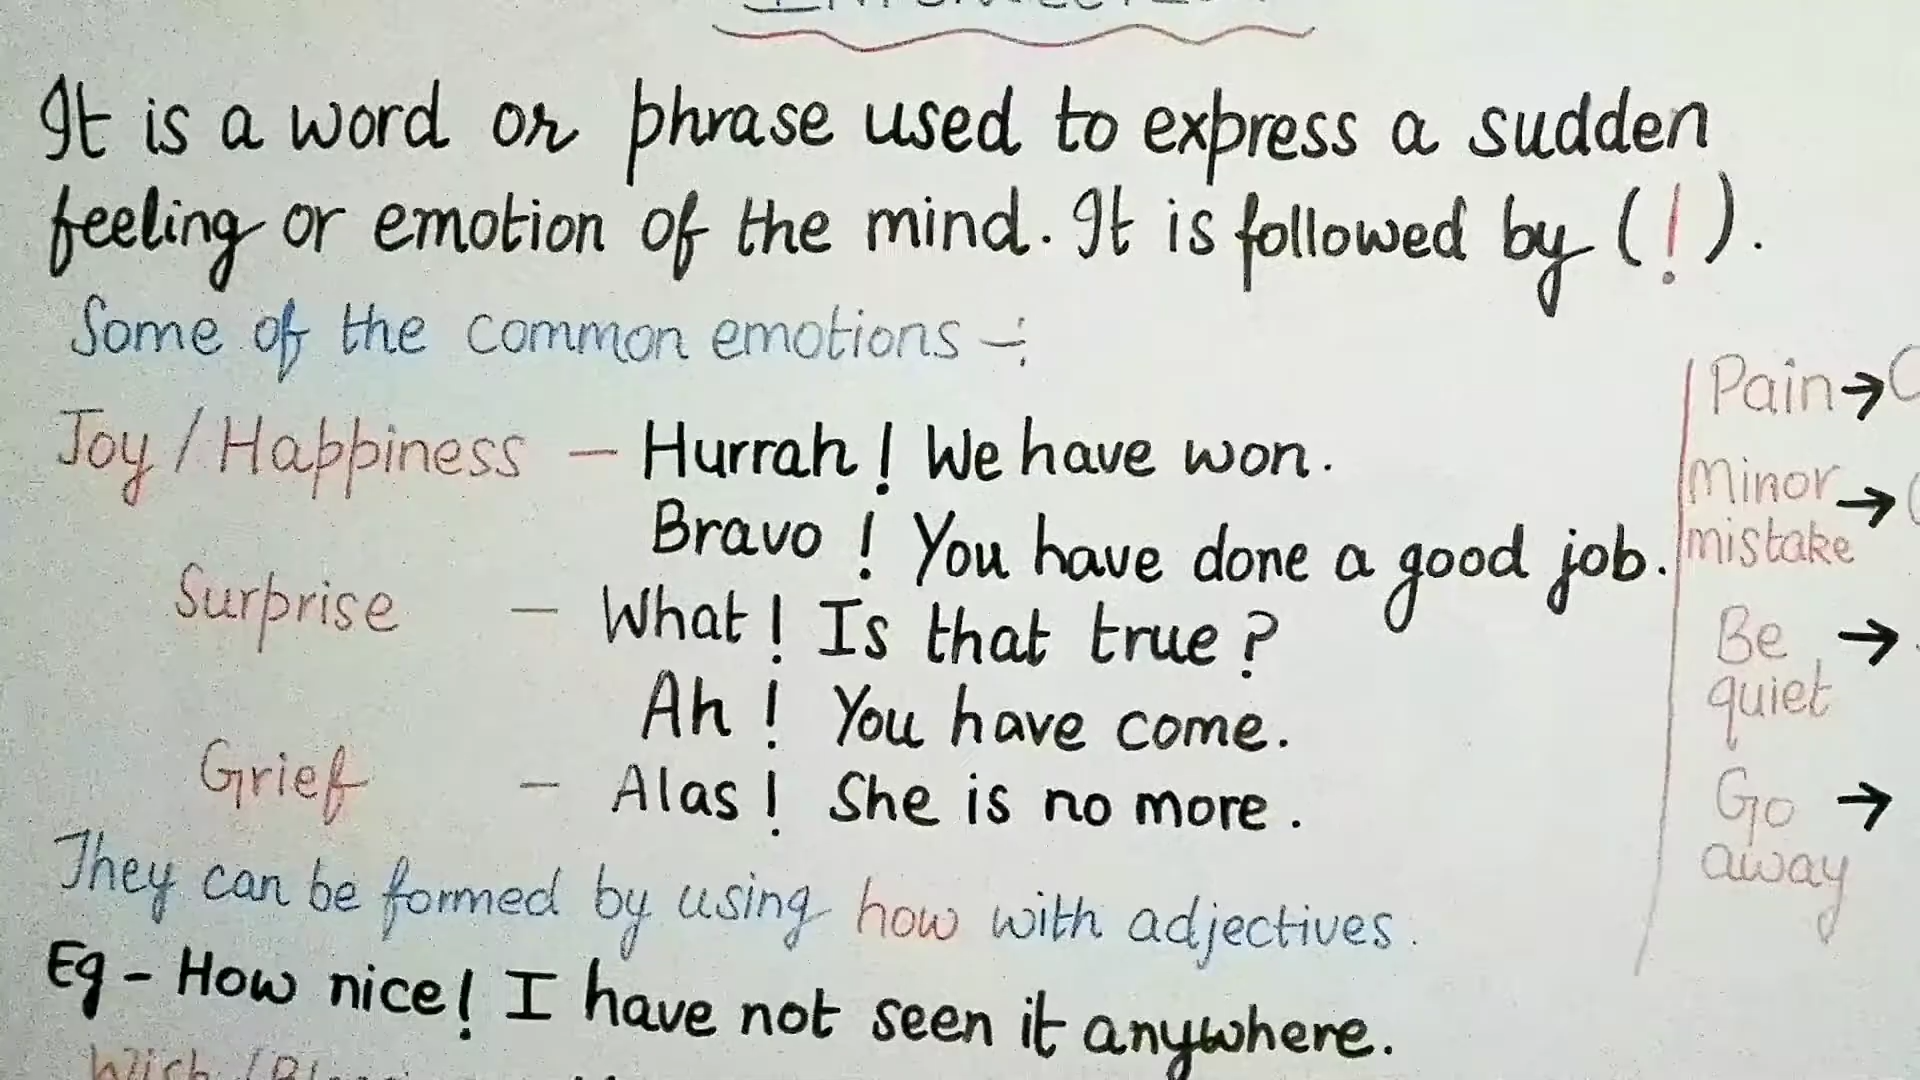 It is a word or phrase used to express a sudden
feeling or emotion of the mind. It is followed by (!).
Some of the common emotions -:
Joy / Happiness - Hurrah! We have won.
Bravo! You have done a good job.
Surprise - What! Is that true?
Ah! You have come.
Grief - Alas! She is no more.
They can be formed by using how with adjectives.
Eg - How nice! I have not seen it anywhere.
Pain →
Minor
mistake →
Be
quiet →
Go
away →